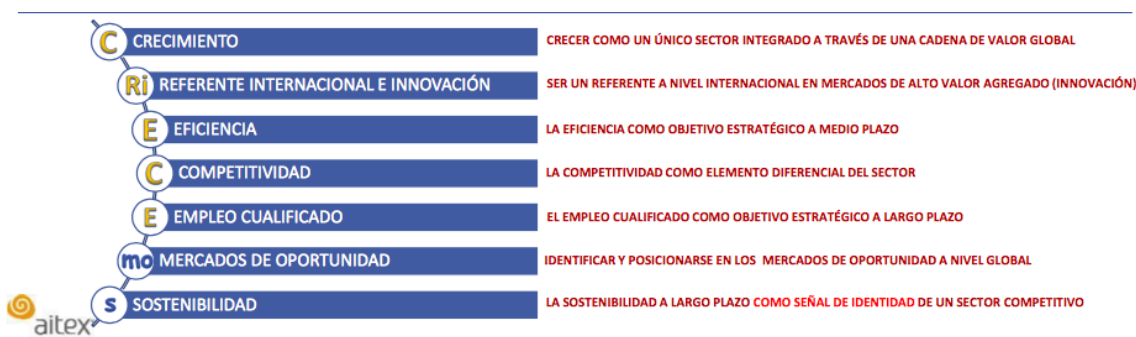 C CRECIMIENTO CRECER COMO UN ÚNICO SECTOR INTEGRADO A TRAVÉS DE UNA CADENA DE VALOR GLOBAL
Ri REFERENTE INTERNACIONAL E INNOVACIÓN SER UN REFERENTE A NIVEL INTERNACIONAL EN MERCADOS DE ALTO VALOR AGREGADO (INNOVACIÓN)
E EFICIENCIA LA EFICIENCIA COMO OBJETIVO ESTRATÉGICO A MEDIO PLAZO
C COMPETITIVIDAD LA COMPETITIVIDAD COMO ELEMENTO DIFERENCIAL DEL SECTOR
E EMPLEO CUALIFICADO EL EMPLEO CUALIFICADO COMO OBJETIVO ESTRATÉGICO A LARGO PLAZO
mo MERCADOS DE OPORTUNIDAD IDENTIFICAR Y POSICIONARSE EN LOS MERCADOS DE OPORTUNIDAD A NIVEL GLOBAL
s SOSTENIBILIDAD LA SOSTENIBILIDAD A LARGO PLAZO COMO SEÑAL DE IDENTIDAD DE UN SECTOR COMPETITIVO
aitex